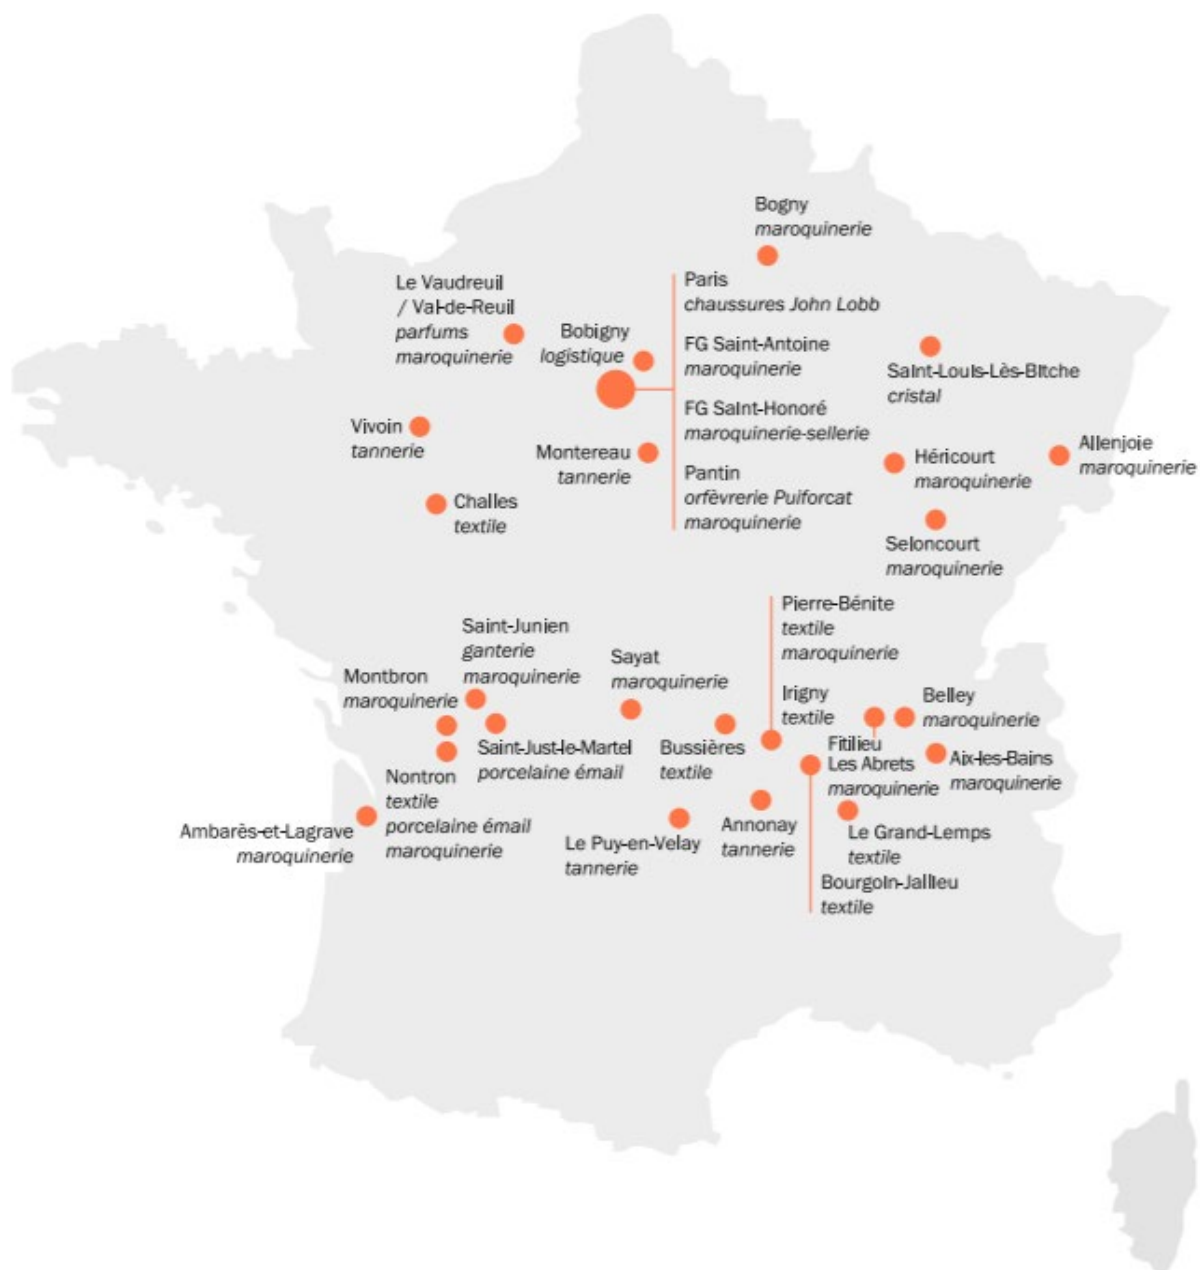 Bogny
maroquinerie
Le Vaudreuil
/ Val-de-Reuil
parfums
maroquinerie
Bobigny
logistique
Paris
chaussures John Lobb
FG Saint-Antoine
maroquinerie
FG Saint-Honoré
maroquinerie-sellerie
Pantin
orfèvrerie Puiforcat
maroquinerie
Saint-Louis-Lès-Bitche
cristal
Vivoin
tannerie
Montereau
tannerie
Héricourt
maroquinerie
Allenjoie
maroquinerie
Challes
textile
Seloncourt
maroquinerie
Pierre-Bénite
textile
maroquinerie
Irigny
textile
Saint-Junien
ganterie
maroquinerie
Montbron
maroquinerie
Sayat
maroquinerie
Belley
maroquinerie
Saint-Just-le-Martel
porcelaine émail
Bussières
textile
Fitilieu
Les Abrets
maroquinerie
Aix-les-Bains
maroquinerie
Nontron
textile
porcelaine émail
maroquinerie
Ambarès-et-Lagrave
maroquinerie
Le Puy-en-Velay
tannerie
Annonay
tannerie
Le Grand-Lemps
textile
Bourgoin-Jallieu
textile